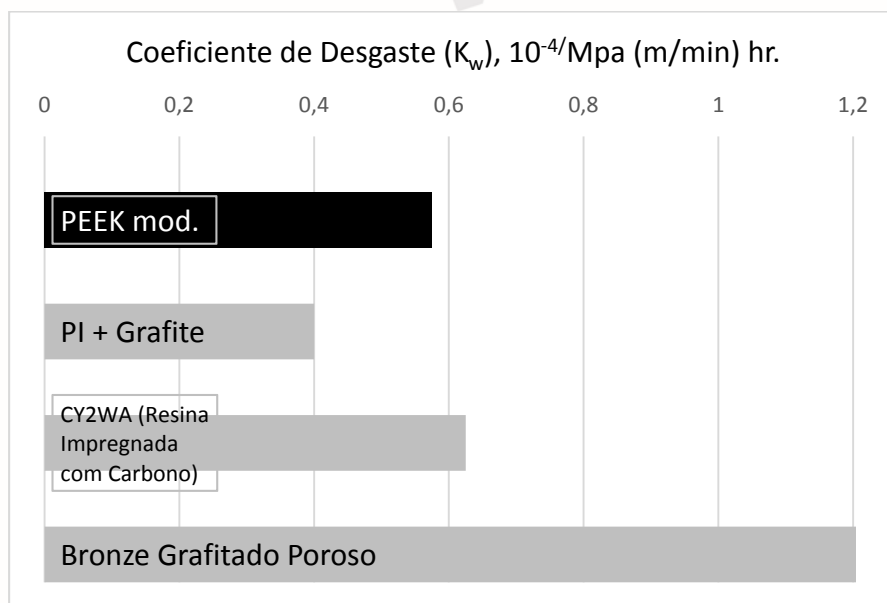 Coeficiente de Desgaste (Kw), 10-4/Mpa (m/min) hr.
0 0,2 0,4 0,6 0,8 1 1,2
PEEK mod.
PI + Grafite
CY2WA (Resina
Impregnada
com Carbono)
Bronze Grafitado Poroso